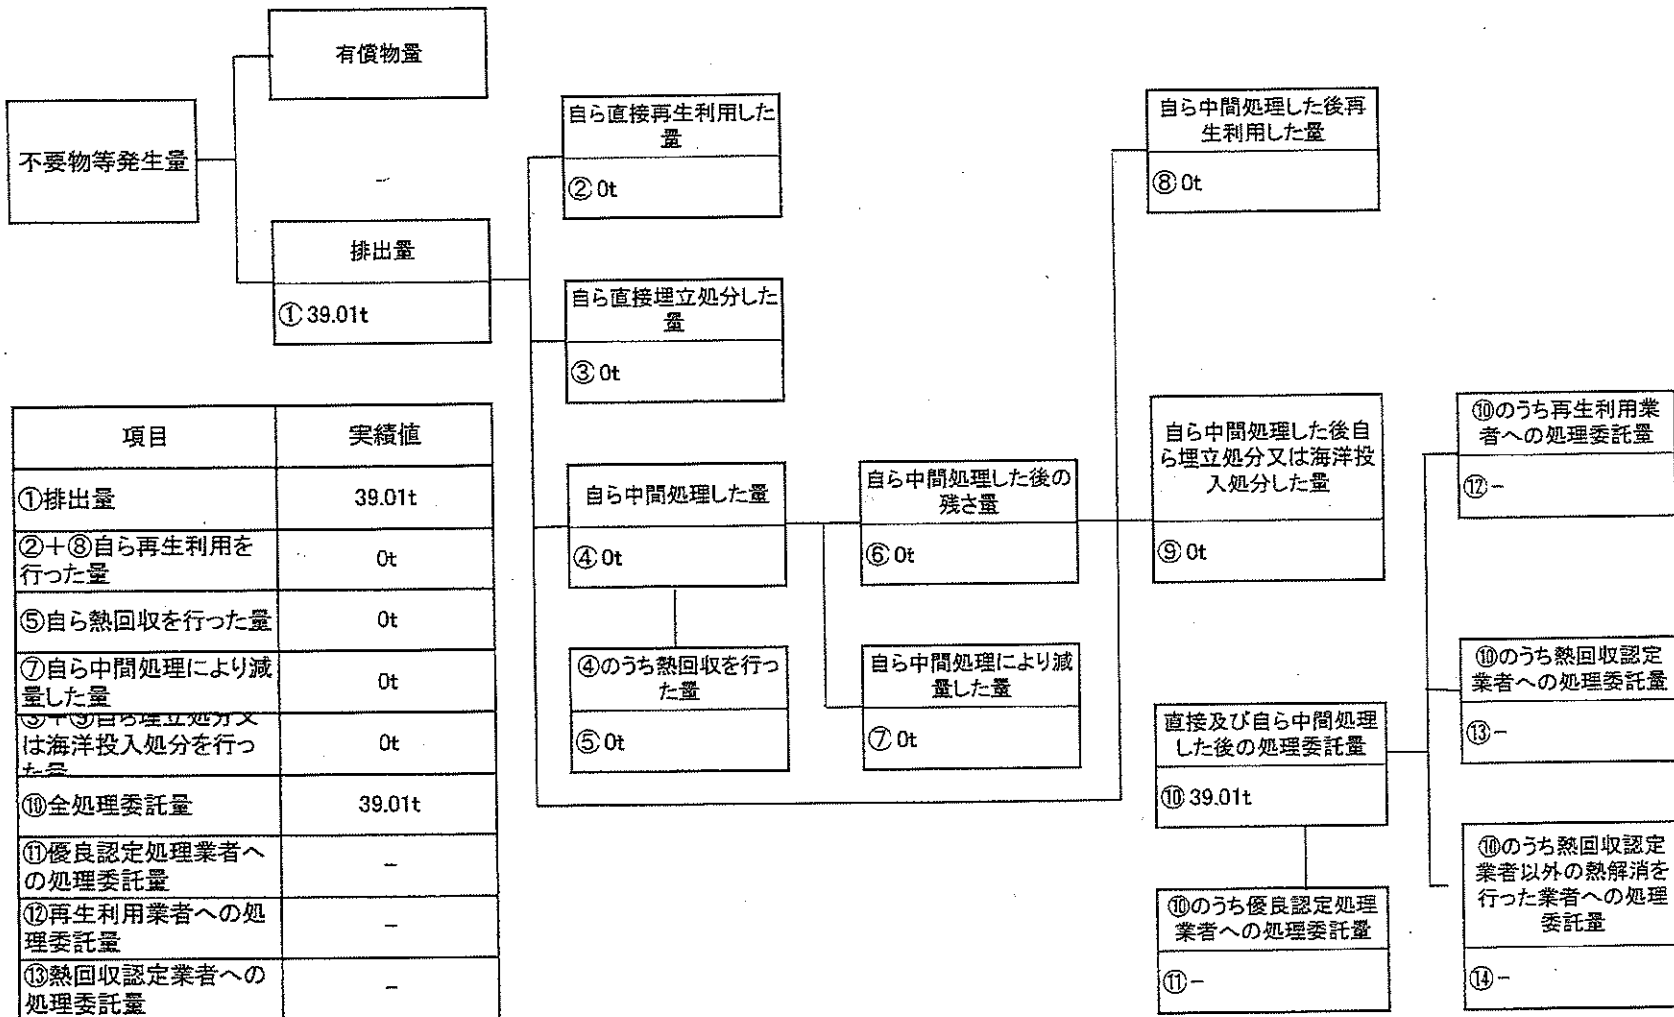 有償物量
不要物等発生量
-
排出量
① 39.01t
自ら直接再生利用した
量
② 0t
自ら直接埋立処分した
量
③ 0t
自ら中間処理した量
④ 0t
④のうち熱回収を行っ
た量
⑤ 0t
自ら中間処理した後の
残さ量
⑥ 0t
自ら中間処理により減
量した量
⑦ 0t
自ら中間処理した後再
生利用した量
⑧ 0t
自ら中間処理した後自
ら埋立処分又は海洋投
入処分した量
⑨ 0t
直接及び自ら中間処理
した後の処理委託量
⑩ 39.01t
⑩のうち優良認定処理
業者への処理委託量
⑪ -
⑩のうち再生利用業
者への処理委託量
⑫ -
⑩のうち熱回収認定
業者への処理委託量
⑬ -
⑩のうち熱回収認定
業者以外の熱解消を
行った業者への処理
委託量
⑭ -
項目 実績値
①排出量 39.01t
②+⑧自ら再生利用を
行った量 0t
⑤自ら熱回収を行った量 0t
⑦自ら中間処理により減
量した量 0t
③+⑨自ら埋立処分又
は海洋投入処分を行っ
た量 0t
⑩全処理委託量 39.01t
⑪優良認定処理業者へ
の処理委託量 -
⑫再生利用業者への処
理委託量 -
⑬熱回収認定業者への
処理委託量 -